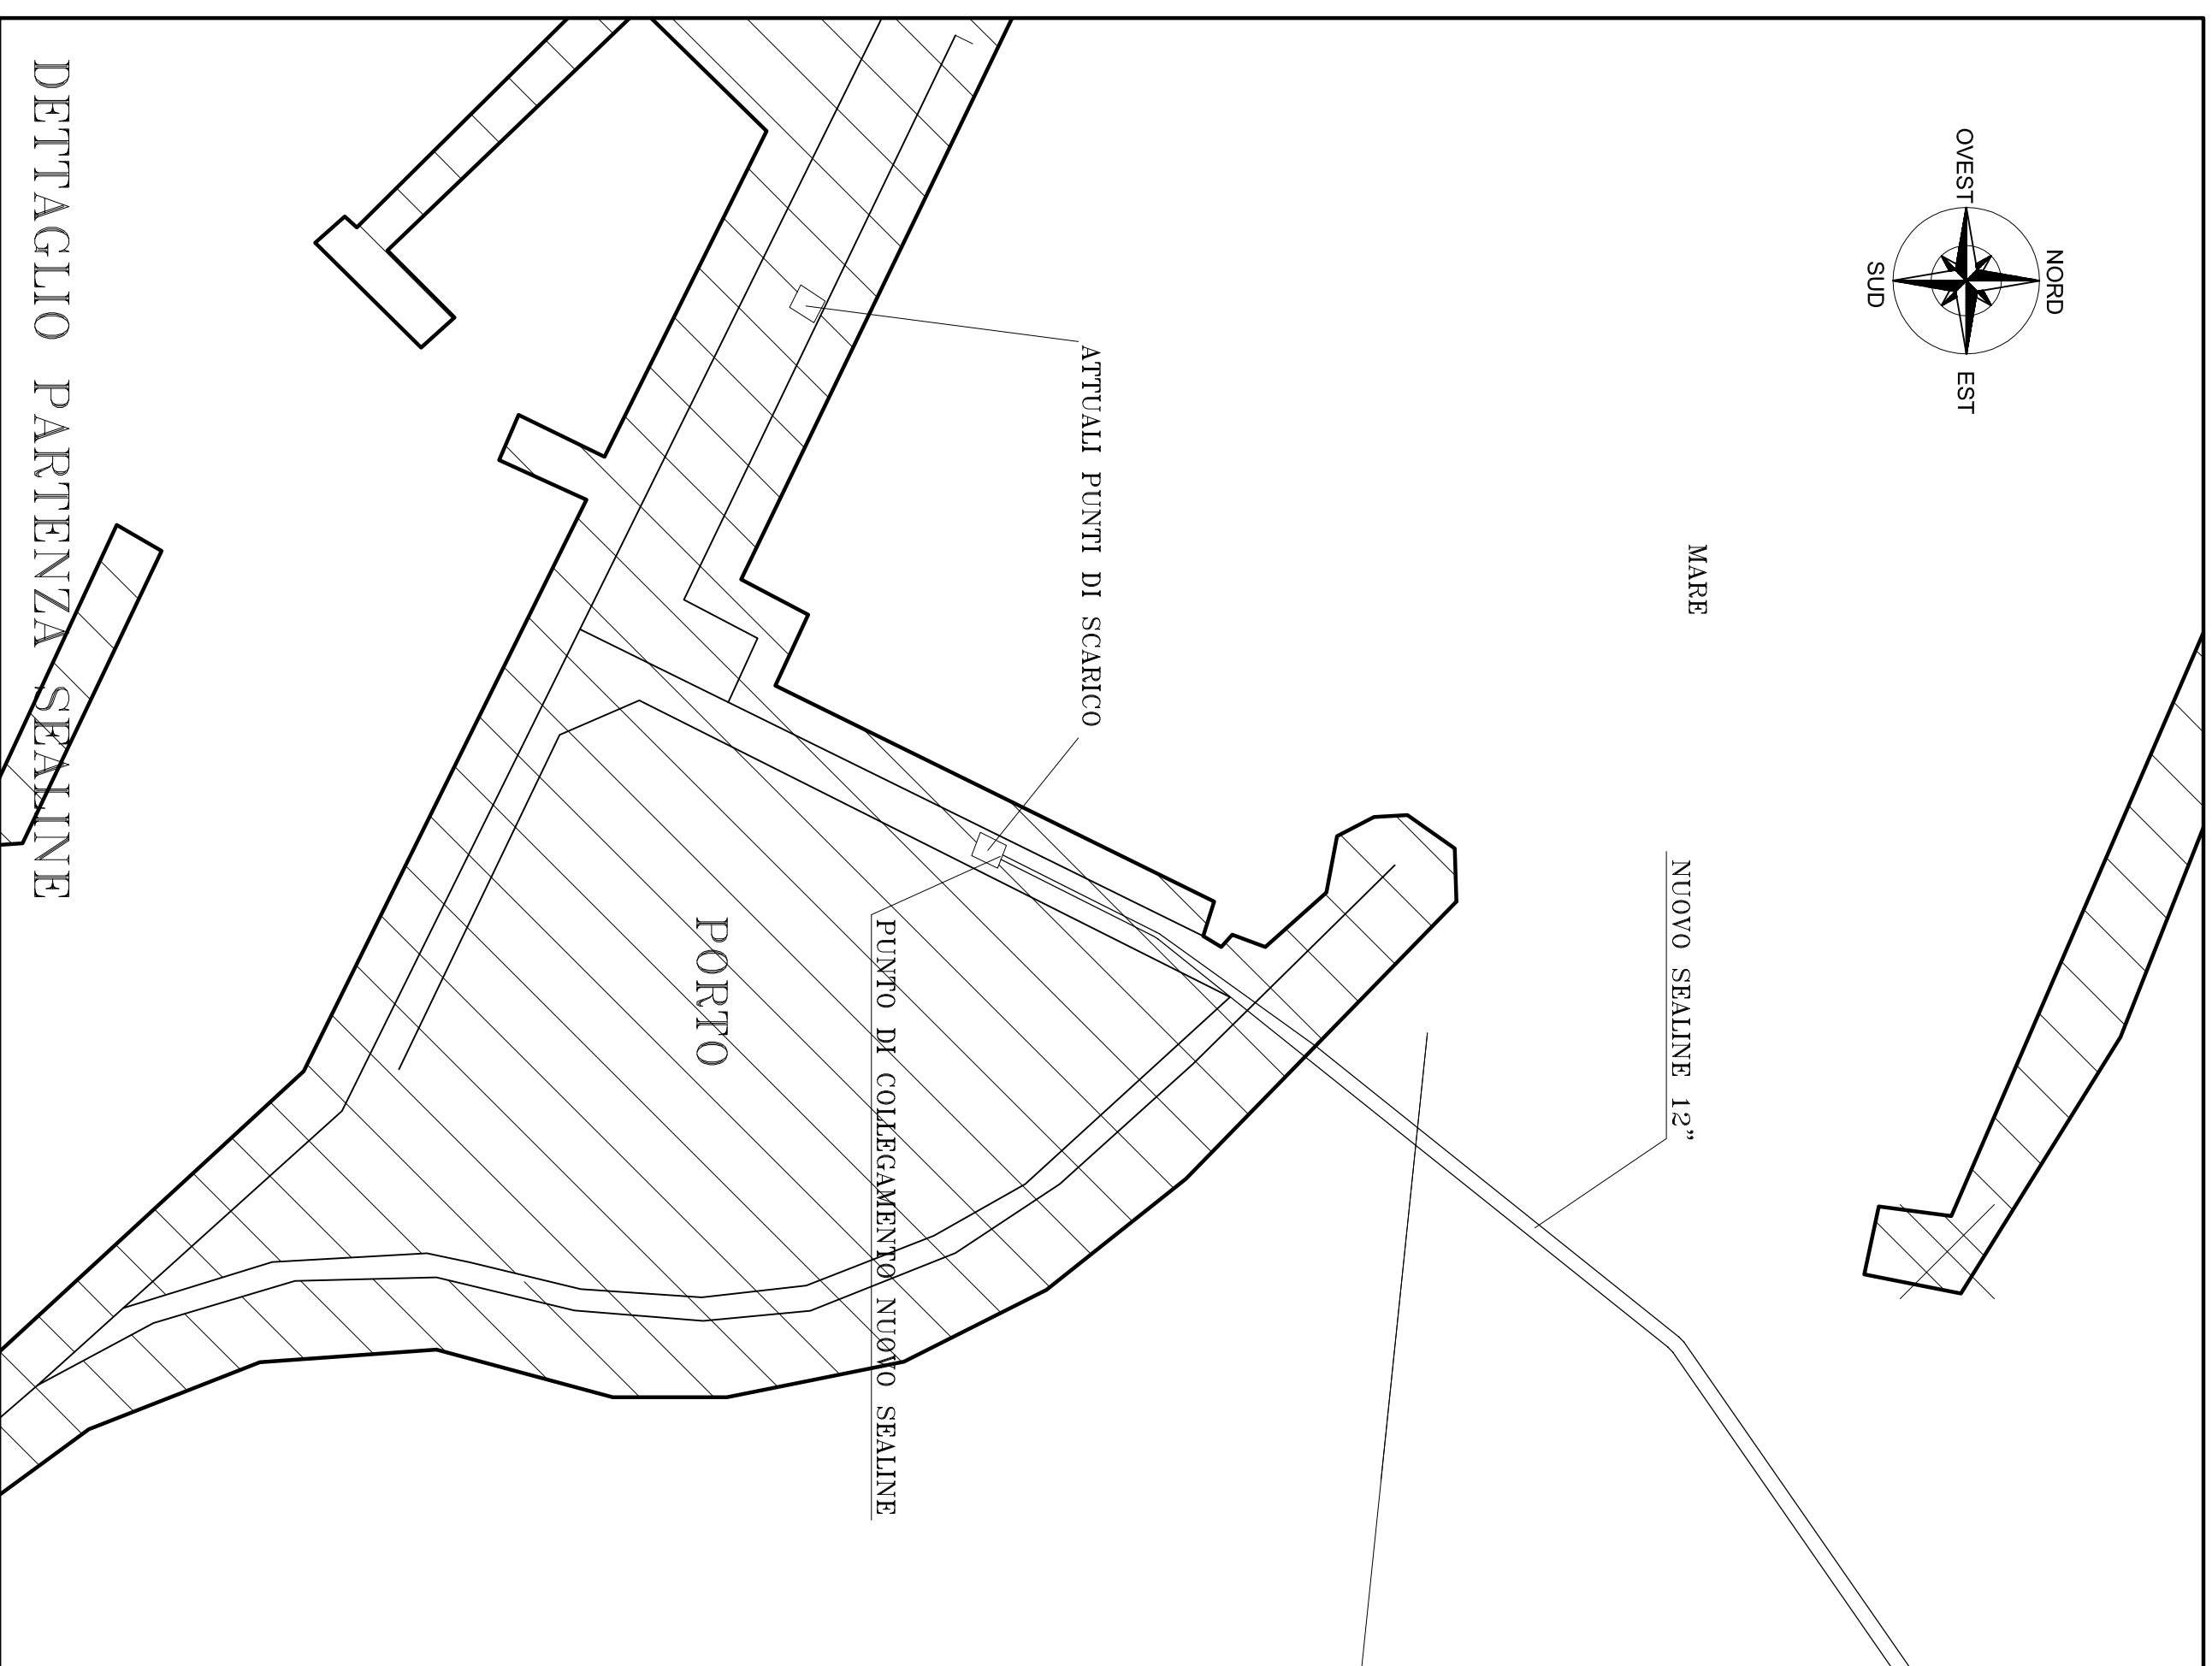 NORD
OVEST
EST
SUD
MARE
NUOVO SEALINE 12"
ATTUALI PUNTI DI SCARICO
PUNTO DI COLLEGAMENTO NUOVO SEALINE
PORTO
DETTAGLIO PARTENZA SEALINE